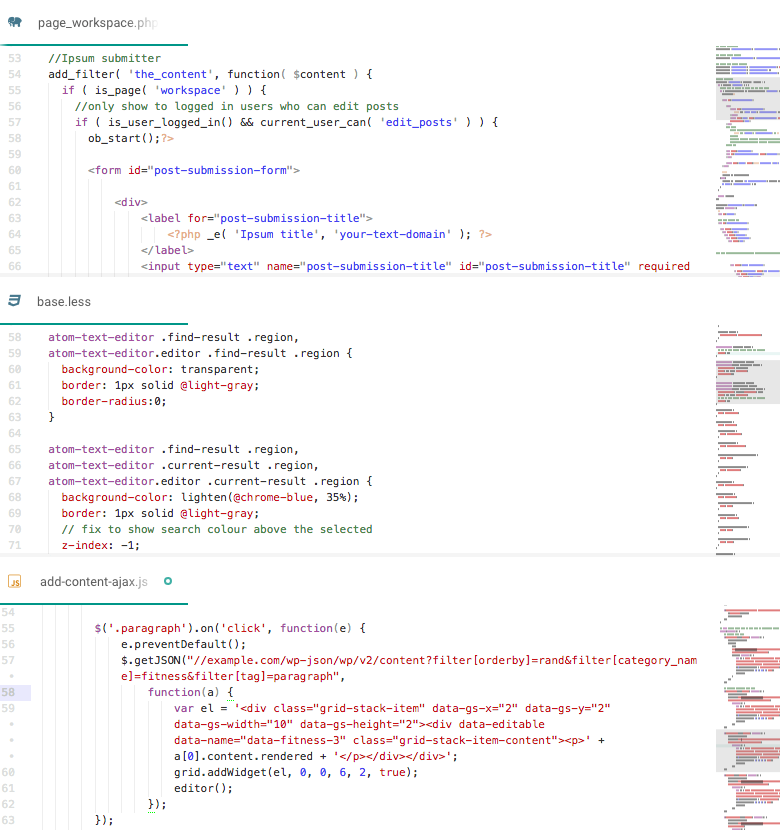 page_workspace.php
53 //Ipsum submitter
54 add_filter( 'the_content', function( $content ) {
55 if ( is_page( 'workspace' ) ) {
56 //only show to logged in users who can edit posts
57 if ( is_user_logged_in() && current_user_can( 'edit_posts' ) ) {
58 ob_start();?>
59
60 <form id="post-submission-form">
61
62 <div>
63 <label for="post-submission-title">
64 <?php _e( 'Ipsum title', 'your-text-domain' ); ?>
65 </label>
66 <input type="text" name="post-submission-title" id="post-submission-title" required
base.less
58 atom-text-editor .find-result .region,
59 atom-text-editor.editor .find-result .region {
60 background-color: transparent;
61 border: 1px solid @light-gray;
62 border-radius:0;
63 }
64
65 atom-text-editor .find-result .region,
66 atom-text-editor .current-result .region,
67 atom-text-editor.editor .current-result .region {
68 background-color: lighten(@chrome-blue, 35%);
69 border: 1px solid @light-gray;
70 // fix to show search colour above the selected
71 z-index: -1;
JS add-content-ajax.js
54
55 $('.paragraph').on('click', function(e) {
56 e.preventDefault();
57 $.getJSON("//example.com/wp-json/wp/v2/content?filter[orderby]=rand&filter[category_nam
• e]=fitness&filter[tag]=paragraph",
58 function(a) {
59 var el = '<div class="grid-stack-item" data-gs-x="2" data-gs-y="2"
• data-gs-width="10" data-gs-height="2"><div data-editable
• data-name="data-fitness-3" class="grid-stack-item-content"><p>' +
• a[0].content.rendered + '</p></div></div>';
60 grid.addWidget(el, 0, 0, 6, 2, true);
61 editor();
62 });
63 });